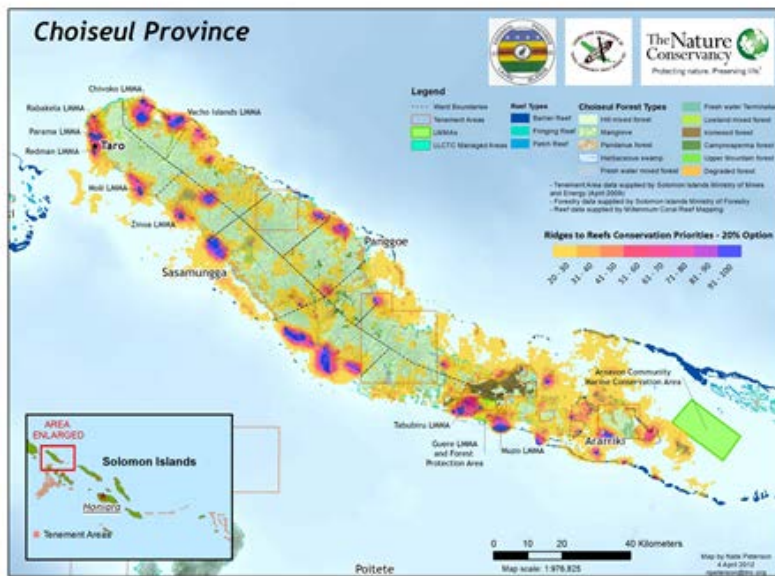 Choiseul Province
The Nature
Conservancy
Protecting nature. Preserving life.
Legend
Ward Boundaries
Tenement Areas
LMMAs
LLCTC Managed Areas
Reef Types
Barrier Reef
Fringing Reef
Patch Reef
Choiseul Forest Types
Hill mixed forest
Mangrove
Pandanus forest
Herbaceous swamp
Fresh water mixed forest
Lowland mixed forest
Campnosperma forest
Upper Mountain forest
Degraded forest
- Tenement Area data supplied by Solomon Islands Ministry of Mines
and Energy (April 2009)
- Forestry data supplied by Solomon Islands Ministry of Forestry
- Reef data supplied by Millennium Coral Reef Mapping
Ridges to Reefs Conservation Priorities - 20% Option
20 - 30
31 - 40
41 - 50
51 - 60
61 - 70
71 - 80
81 - 90
91 - 100
Chivoko LMMA
Rabakela LMMA
Vacho Islands LMMA
Parama LMMA
Redman LMMA
Taro
Moli LMMA
Zinoa LMMA
Panggoe
Sasamungga
Arnavon Community
Marine Conservation Area
Tabubiru LMMA
Guere LMMA
and Forest
Protection Area
Muzo LMMA
AREA
ENLARGED
Solomon Islands
Honiara
Tenement Areas
0 10 20 40 Kilometers
Map scale: 1:976,825
Map by Nate Peterson
4 April 2012
Poitete